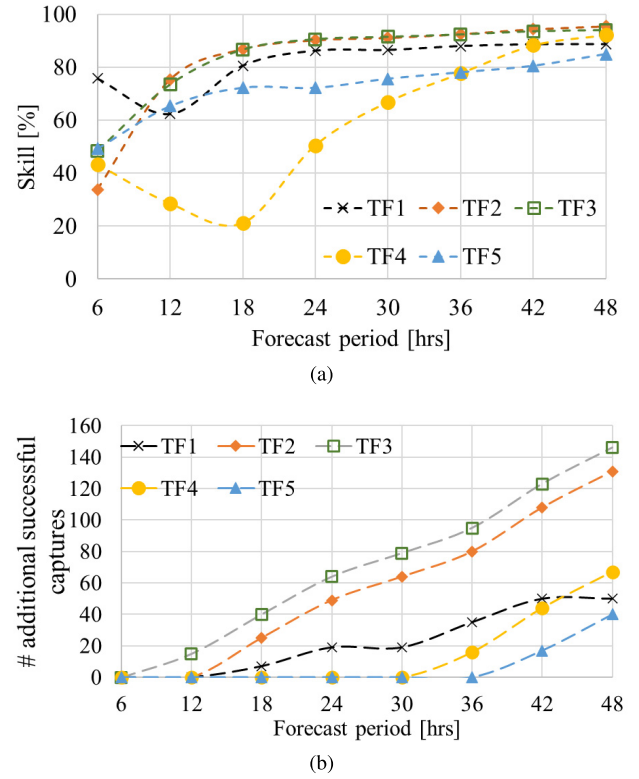 100
80
60
40
20
0
Skill [%]
TF1 TF2 TF3
TF4 TF5
6 12 18 24 30 36 42 48
Forecast period [hrs]
(a)
160
140
120
100
80
60
40
20
0
# additional successful
captures
TF1 TF2 TF3
TF4 TF5
6 12 18 24 30 36 42 48
Forecast period [hrs]
(b)